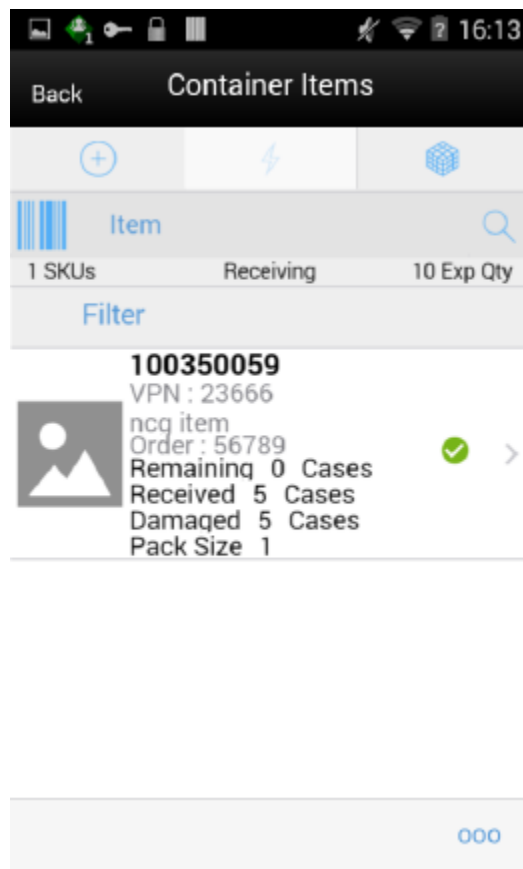 1 ? 16:13
Back Container Items
Item
1 SKUs Receiving 10 Exp Qty
Filter
100350059
VPN : 23666
ncq item
Order : 56789
Remaining 0 Cases
Received 5 Cases
Damaged 5 Cases
Pack Size 1
ooo